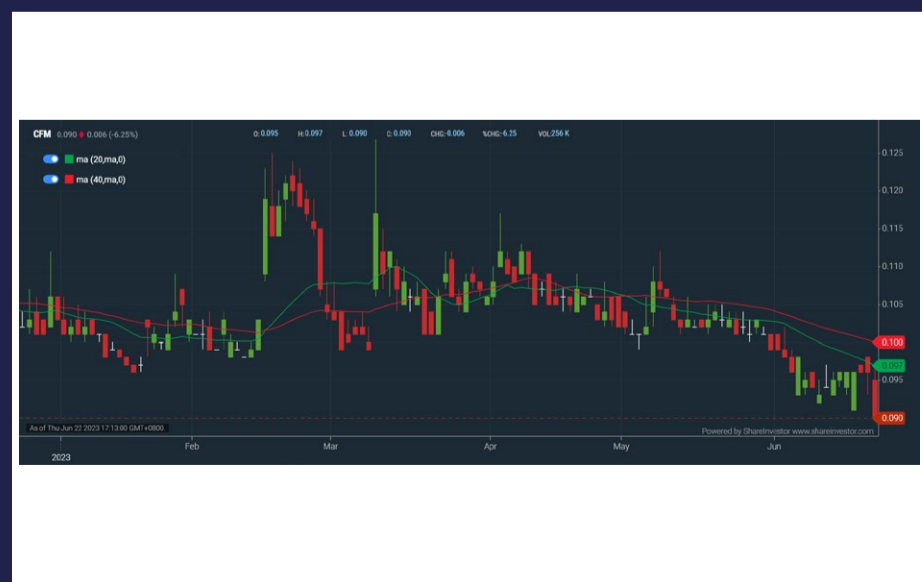 CFM 0.090 0.006 (-6.25%) O: 0.095 H: 0.097 L: 0.090 C: 0.090 CHG:-0.006 %CHG:-6.25 VOL:256 K
ma (20,ma,0)
ma (40,ma,0)
0.125
0.120
0.115
0.110
0.105
0.100
0.097
0.095
0.090
As of Thu Jun 22 2023 17:13:00 GMT+0800.
Powered by ShareInvestor www.shareinvestor.com
Feb Mar Apr May Jun
2023